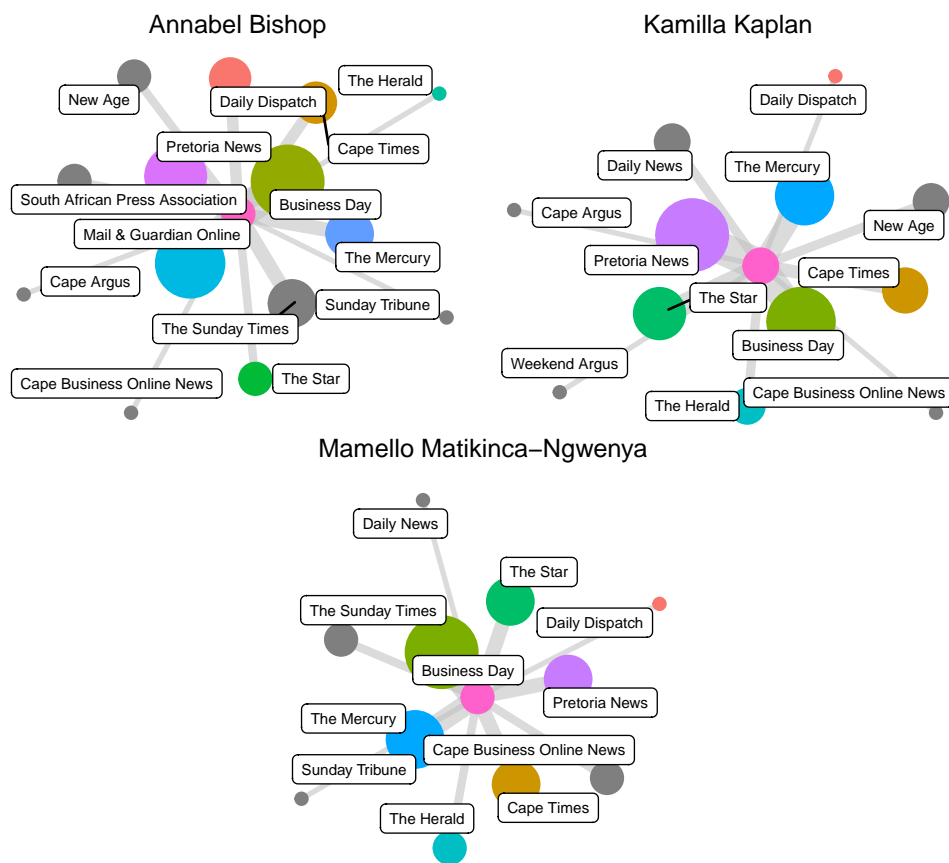 Annabel Bishop
The Herald
New Age
Daily Dispatch
Pretoria News
Cape Times
South African Press Association
Business Day
Mail & Guardian Online
The Mercury
Cape Argus
Sunday Tribune
The Sunday Times
Cape Business Online News
The Star
Kamilla Kaplan
Daily Dispatch
Daily News
The Mercury
Cape Argus
New Age
Pretoria News
Cape Times
The Star
Business Day
Weekend Argus
Cape Business Online News
The Herald
Mamello Matikinca–Ngwenya
Daily News
The Star
The Sunday Times
Daily Dispatch
Business Day
Pretoria News
The Mercury
Cape Business Online News
Sunday Tribune
Cape Times
The Herald